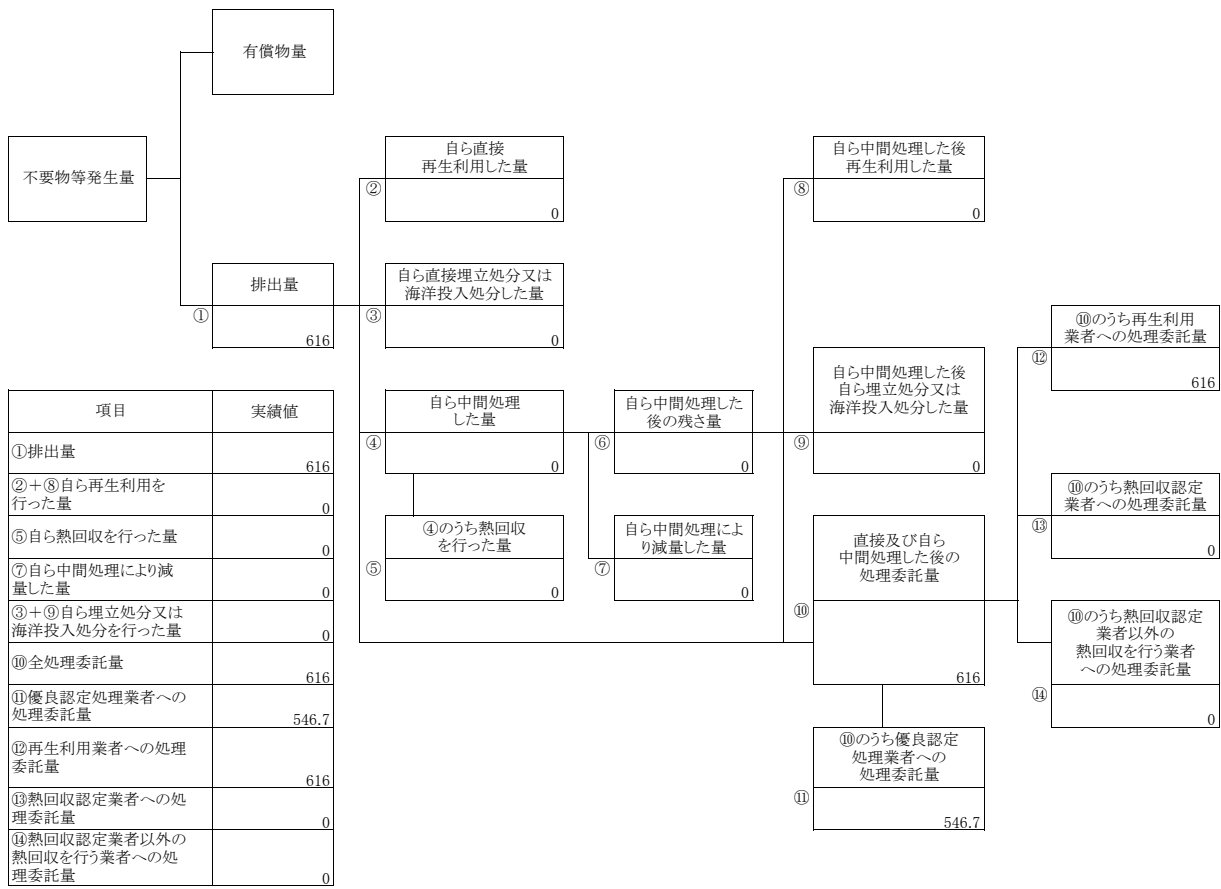 有償物量
不要物等発生量
自ら直接
再生利用した量
②
0
自ら中間処理した後
再生利用した量
⑧
0
排出量
①
616
自ら直接埋立処分又は
海洋投入処分した量
③
0
⑩のうち再生利用
業者への処理委託量
⑫
616
自ら中間処理
した量
④
0
自ら中間処理した
後の残さ量
⑥
0
自ら中間処理した後
自ら埋立処分又は
海洋投入処分した量
⑨
0
⑩のうち熱回収認定
業者への処理委託量
⑬
0
④のうち熱回収
を行った量
⑤
0
自ら中間処理によ
り減量した量
⑦
0
直接及び自ら
中間処理した後の
処理委託量
⑩
616
⑩のうち熱回収認定
業者以外の
熱回収を行う業者
への処理委託量
⑭
0
⑩のうち優良認定
処理業者への
処理委託量
⑪
546.7
項目 実績値
①排出量
616
②+⑧自ら再生利用を
行った量
0
⑤自ら熱回収を行った量
0
⑦自ら中間処理により減
量した量
0
③+⑨自ら埋立処分又は
海洋投入処分を行った量
0
⑩全処理委託量
616
⑪優良認定処理業者への
処理委託量
546.7
⑫再生利用業者への処理
委託量
616
⑬熱回収認定業者への処
理委託量
0
⑭熱回収認定業者以外の
熱回収を行う業者への処
理委託量
0